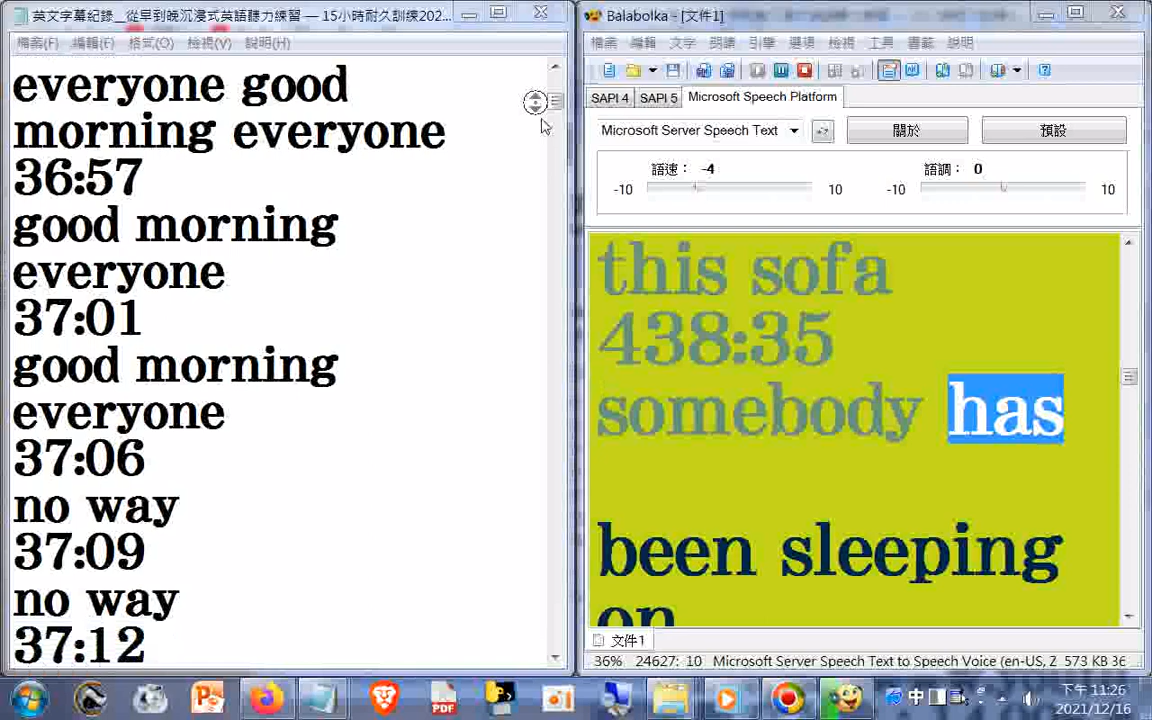 英文字幕紀錄__從早到晚沉浸式英語聽力練習 — 15小時耐久訓練202...
檔案(F) 編輯(E) 格式(O) 檢視(V) 說明(H)
everyone good
morning everyone
36:57
good morning
everyone
37:01
good morning
everyone
37:06
no way
37:09
no way
37:12
Balabolka - [文件1]
檔案 編輯 文字 朗讀 引擎 選項 檢視 工具 書籤 說明
SAPI 4 SAPI 5 Microsoft Speech Platform
Microsoft Server Speech Text 關於 預設
語速： -4 語調： 0
-10 10 -10 10
this sofa
438:35
somebody has
been sleeping
on
文件1
36% 24627: 10 Microsoft Server Speech Text to Speech Voice (en-US, 2 573 KB 36
PDF 中 下午 11:26
2021/12/16